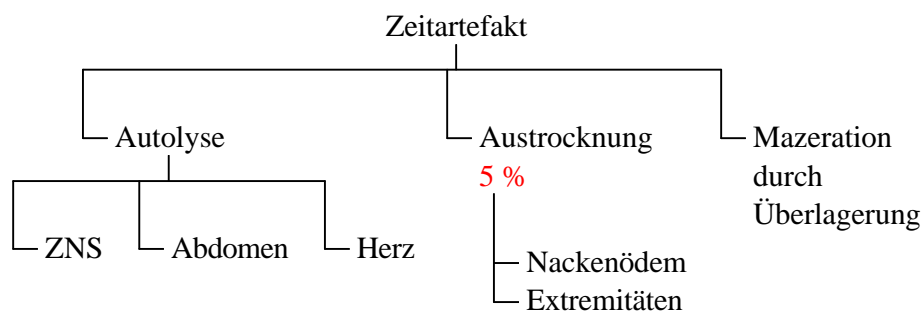 Zeitartefakt
Autolyse
Austrocknung
5 %
Mazeration
durch
Überlagerung
ZNS
Abdomen
Herz
Nackenödem
Extremitäten